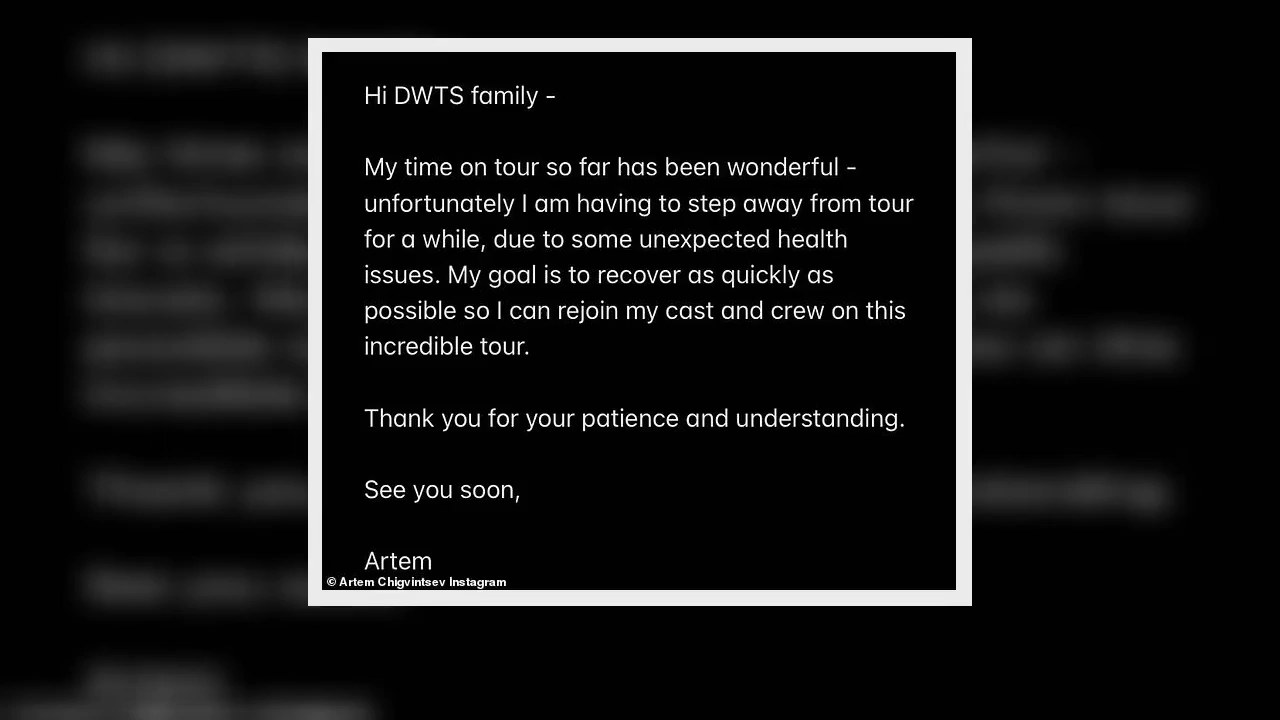 Hi DWTS family -
My time on tour so far has been wonderful -
unfortunately I am having to step away from tour
for a while, due to some unexpected health
issues. My goal is to recover as quickly as
possible so I can rejoin my cast and crew on this
incredible tour.
Thank you for your patience and understanding.
See you soon,
Artem
© Artem Chigvintsev Instagram